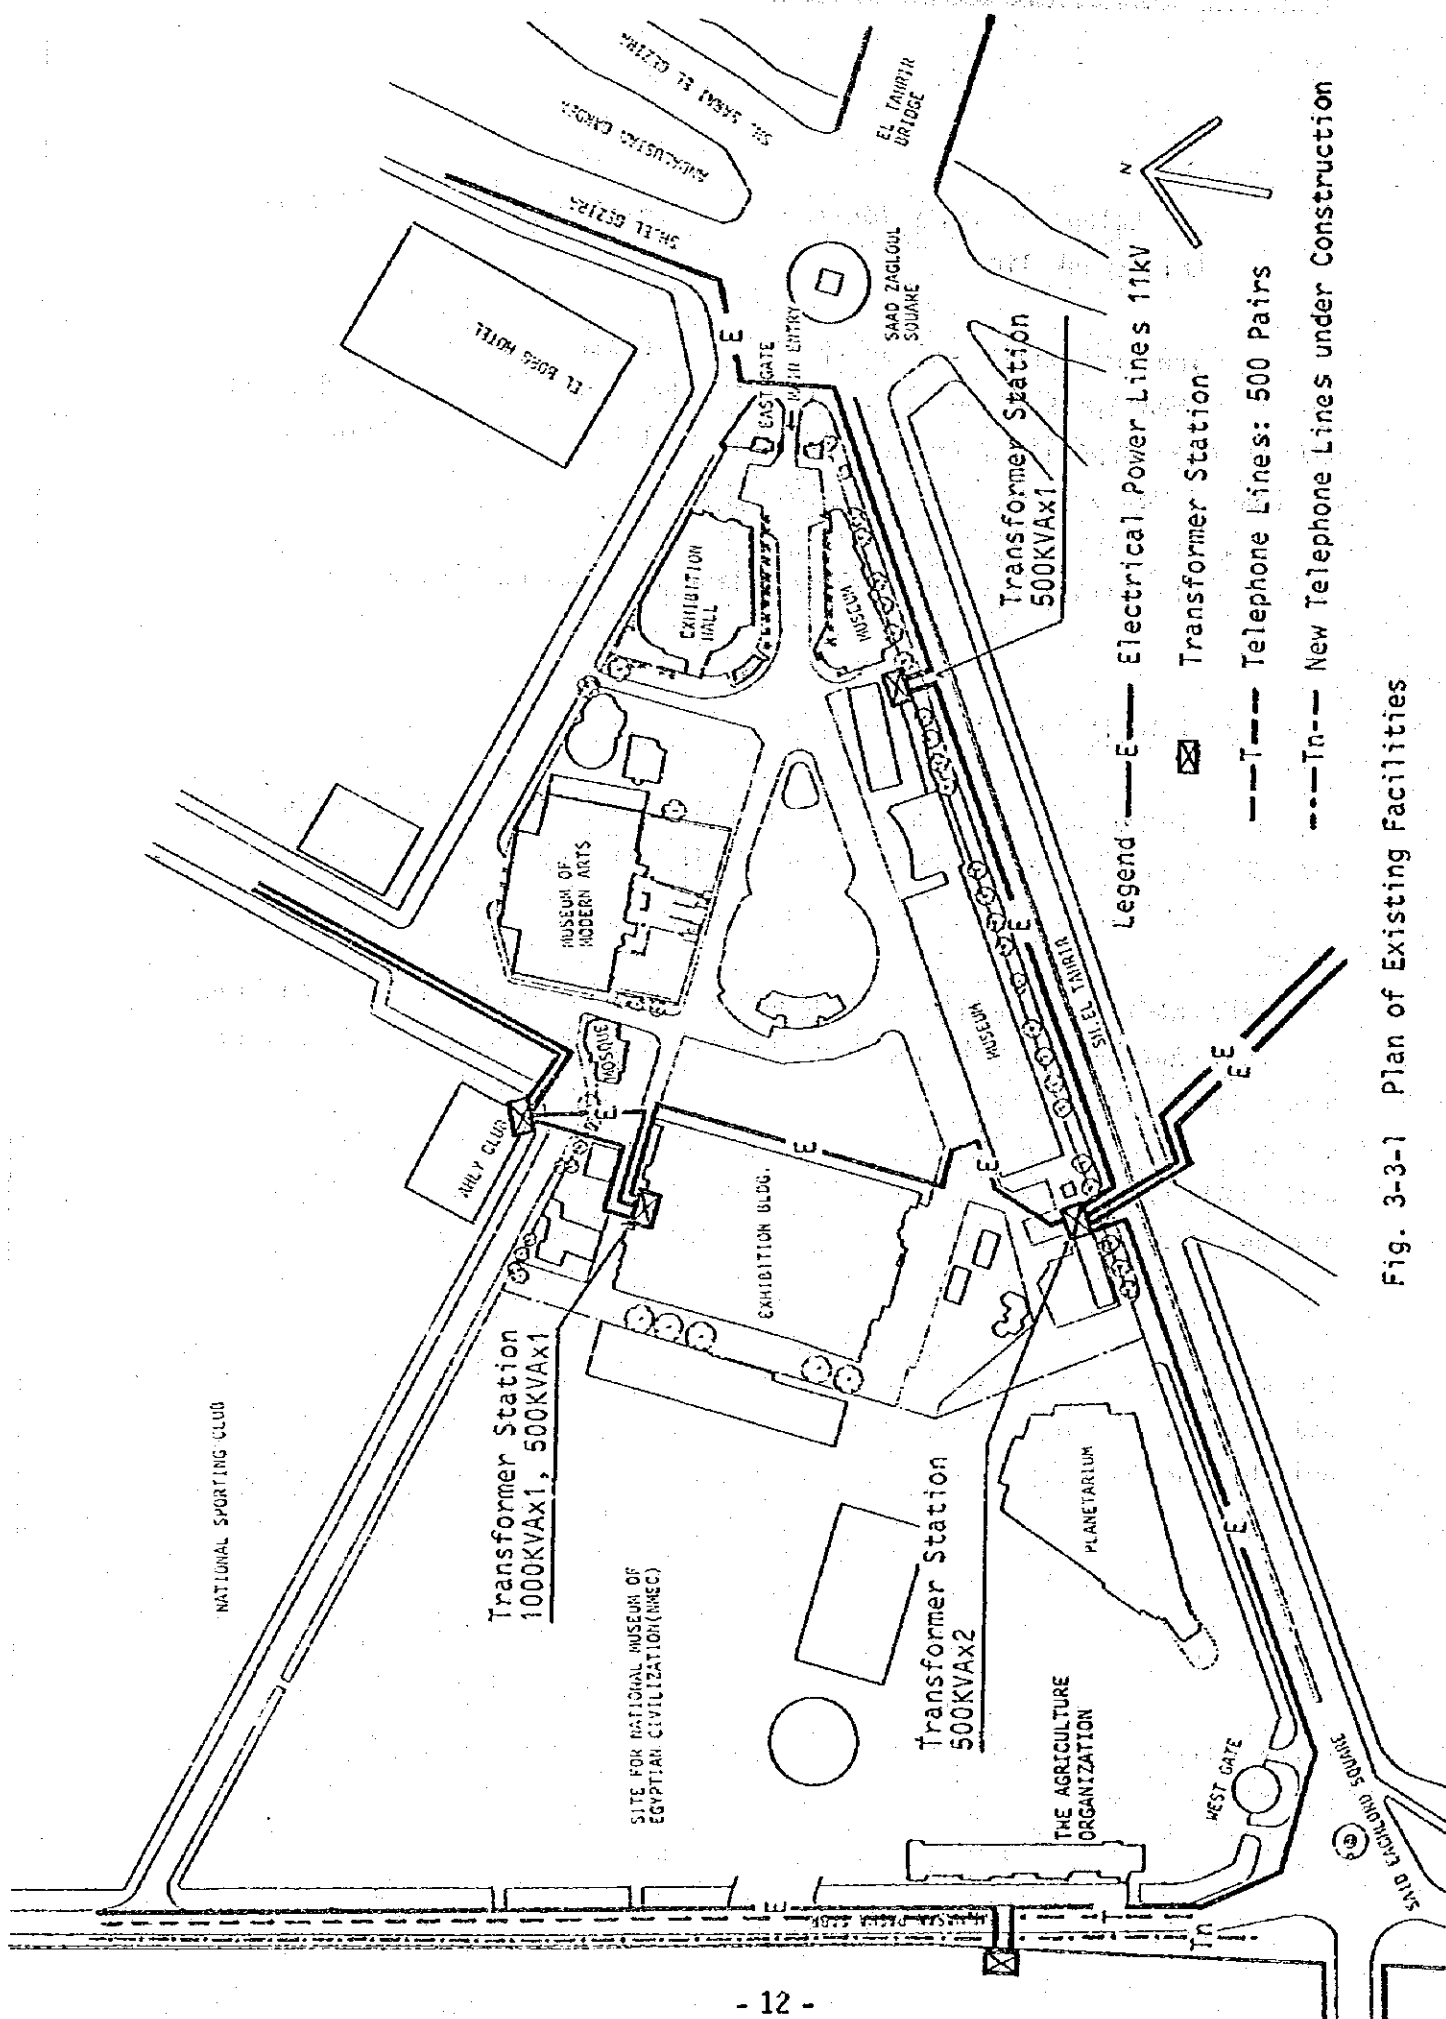 NATIONAL SPORTING CLUB
EL BORG HOTEL
SH.EL GEZIRA
ANDALUSIAN GARDEN
SH. SARAI EL GEZIRA
EL TAHRIR
BRIDGE
SAAD ZAGLOUL
SQUARE
EAST GATE
MAIN ENTRY
E
EXHIBITION
HALL
MUSEUM
Transformer Station
500KVAx1
MUSEUM OF
MODERN ARTS
MOSQUE
AHLY CLUB
E
E
E
E
EXHIBITION BLDG.
MUSEUM
SH.EL TAHRIR
E
E
Transformer Station
1000KVAx1, 500KVAx1
SITE FOR NATIONAL MUSEUM OF
EGYPTIAN CIVILIZATION(NMEC)
Transformer Station
500KVAx2
PLANETARIUM
E
THE AGRICULTURE
ORGANIZATION
WEST GATE
SQUARE
E
T
Tn
N
Legend
E Electrical Power Lines 11kV
Transformer Station
T Telephone Lines: 500 Pairs
Tn New Telephone Lines under Construction
Fig. 3-3-1 Plan of Existing Facilities
- 12 -